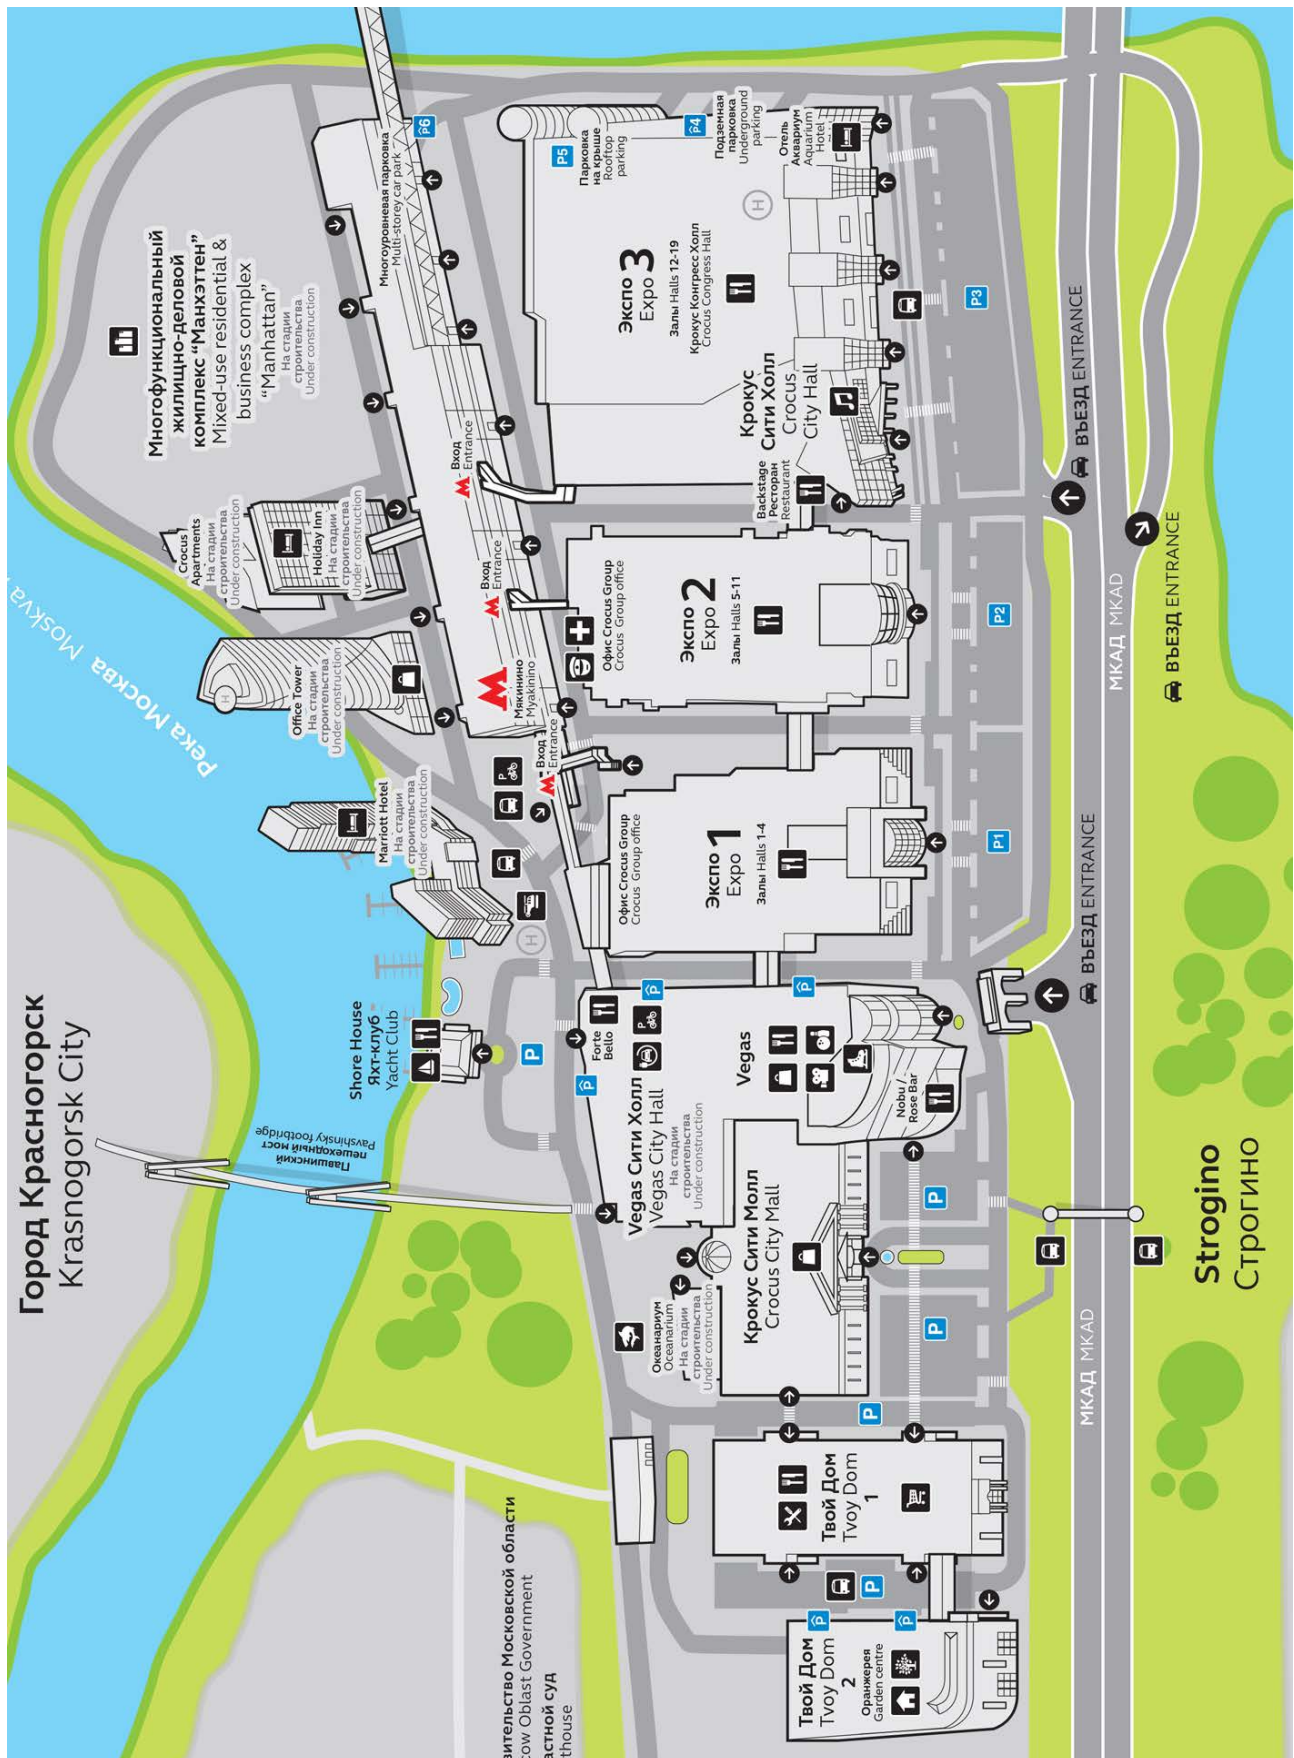 Город Красногорск
Krasnogorsk City
вительство Московской области
cow Oblast Government
астной суд
thouse
Павшинский
пешеходный мост
Pavshinsky footbridge
Shore House
Яхт-клуб
Yacht Club
Река Москва Moskva
Marriott Hotel
На стадии
строительства
Under construction
Office Tower
На стадии
строительства
Under construction
Crocus
Apartments
На стадии
строительства
Under construction
Holiday Inn
На стадии
строительства
Under construction
Многофункциональный
жилищно-деловой
комплекс “Манхэттен”
Mixed-use residential &
business complex
“Manhattan”
На стадии
строительства
Under construction
Многоуровневая парковка
Multi-storey car park
P6
Вход
Entrance
Вход
Entrance
М
Мякинино
Myakinino
Вход
Entrance
P
H
H
P
Твой Дом
Tvoy Dom
2
Оранжерея
Garden centre
P
P
P
Твой Дом
Tvoy Dom
1
P
Океанариум
Oceanarium
На стадии
строительства
Under construction
Крокус Сити Молл
Crocus City Mall
P
P
Vegas Сити Холл
Vegas City Hall
На стадии
строительства
Under construction
P
Forte
Bello
P
P
P
Vegas
Nobu /
Rose Bar
Офис Crocus Group
Crocus Group office
Экспо 1
Expo
Залы Halls 1-4
P1
Офис Crocus Group
Crocus Group office
Экспо 2
Expo
Залы Halls 5-11
P2
Backstage
Ресторан
Restaurant
Крокус
Сити Холл
Crocus
City Hall
Экспо 3
Expo
Залы Halls 12-19
Крокус Конгресс Холл
Crocus Congress Hall
H
P5
Парковка
на крыше
Rooftop
parking
P4
Подземная
парковка
Underground
parking
Отель
Аквариум
Aquarium
Hotel
P3
ВЪЕЗД ENTRANCE
ВЪЕЗД ENTRANCE
ВЪЕЗД ENTRANCE
МКАД MKAD
МКАД MKAD
Strogino
Строгино